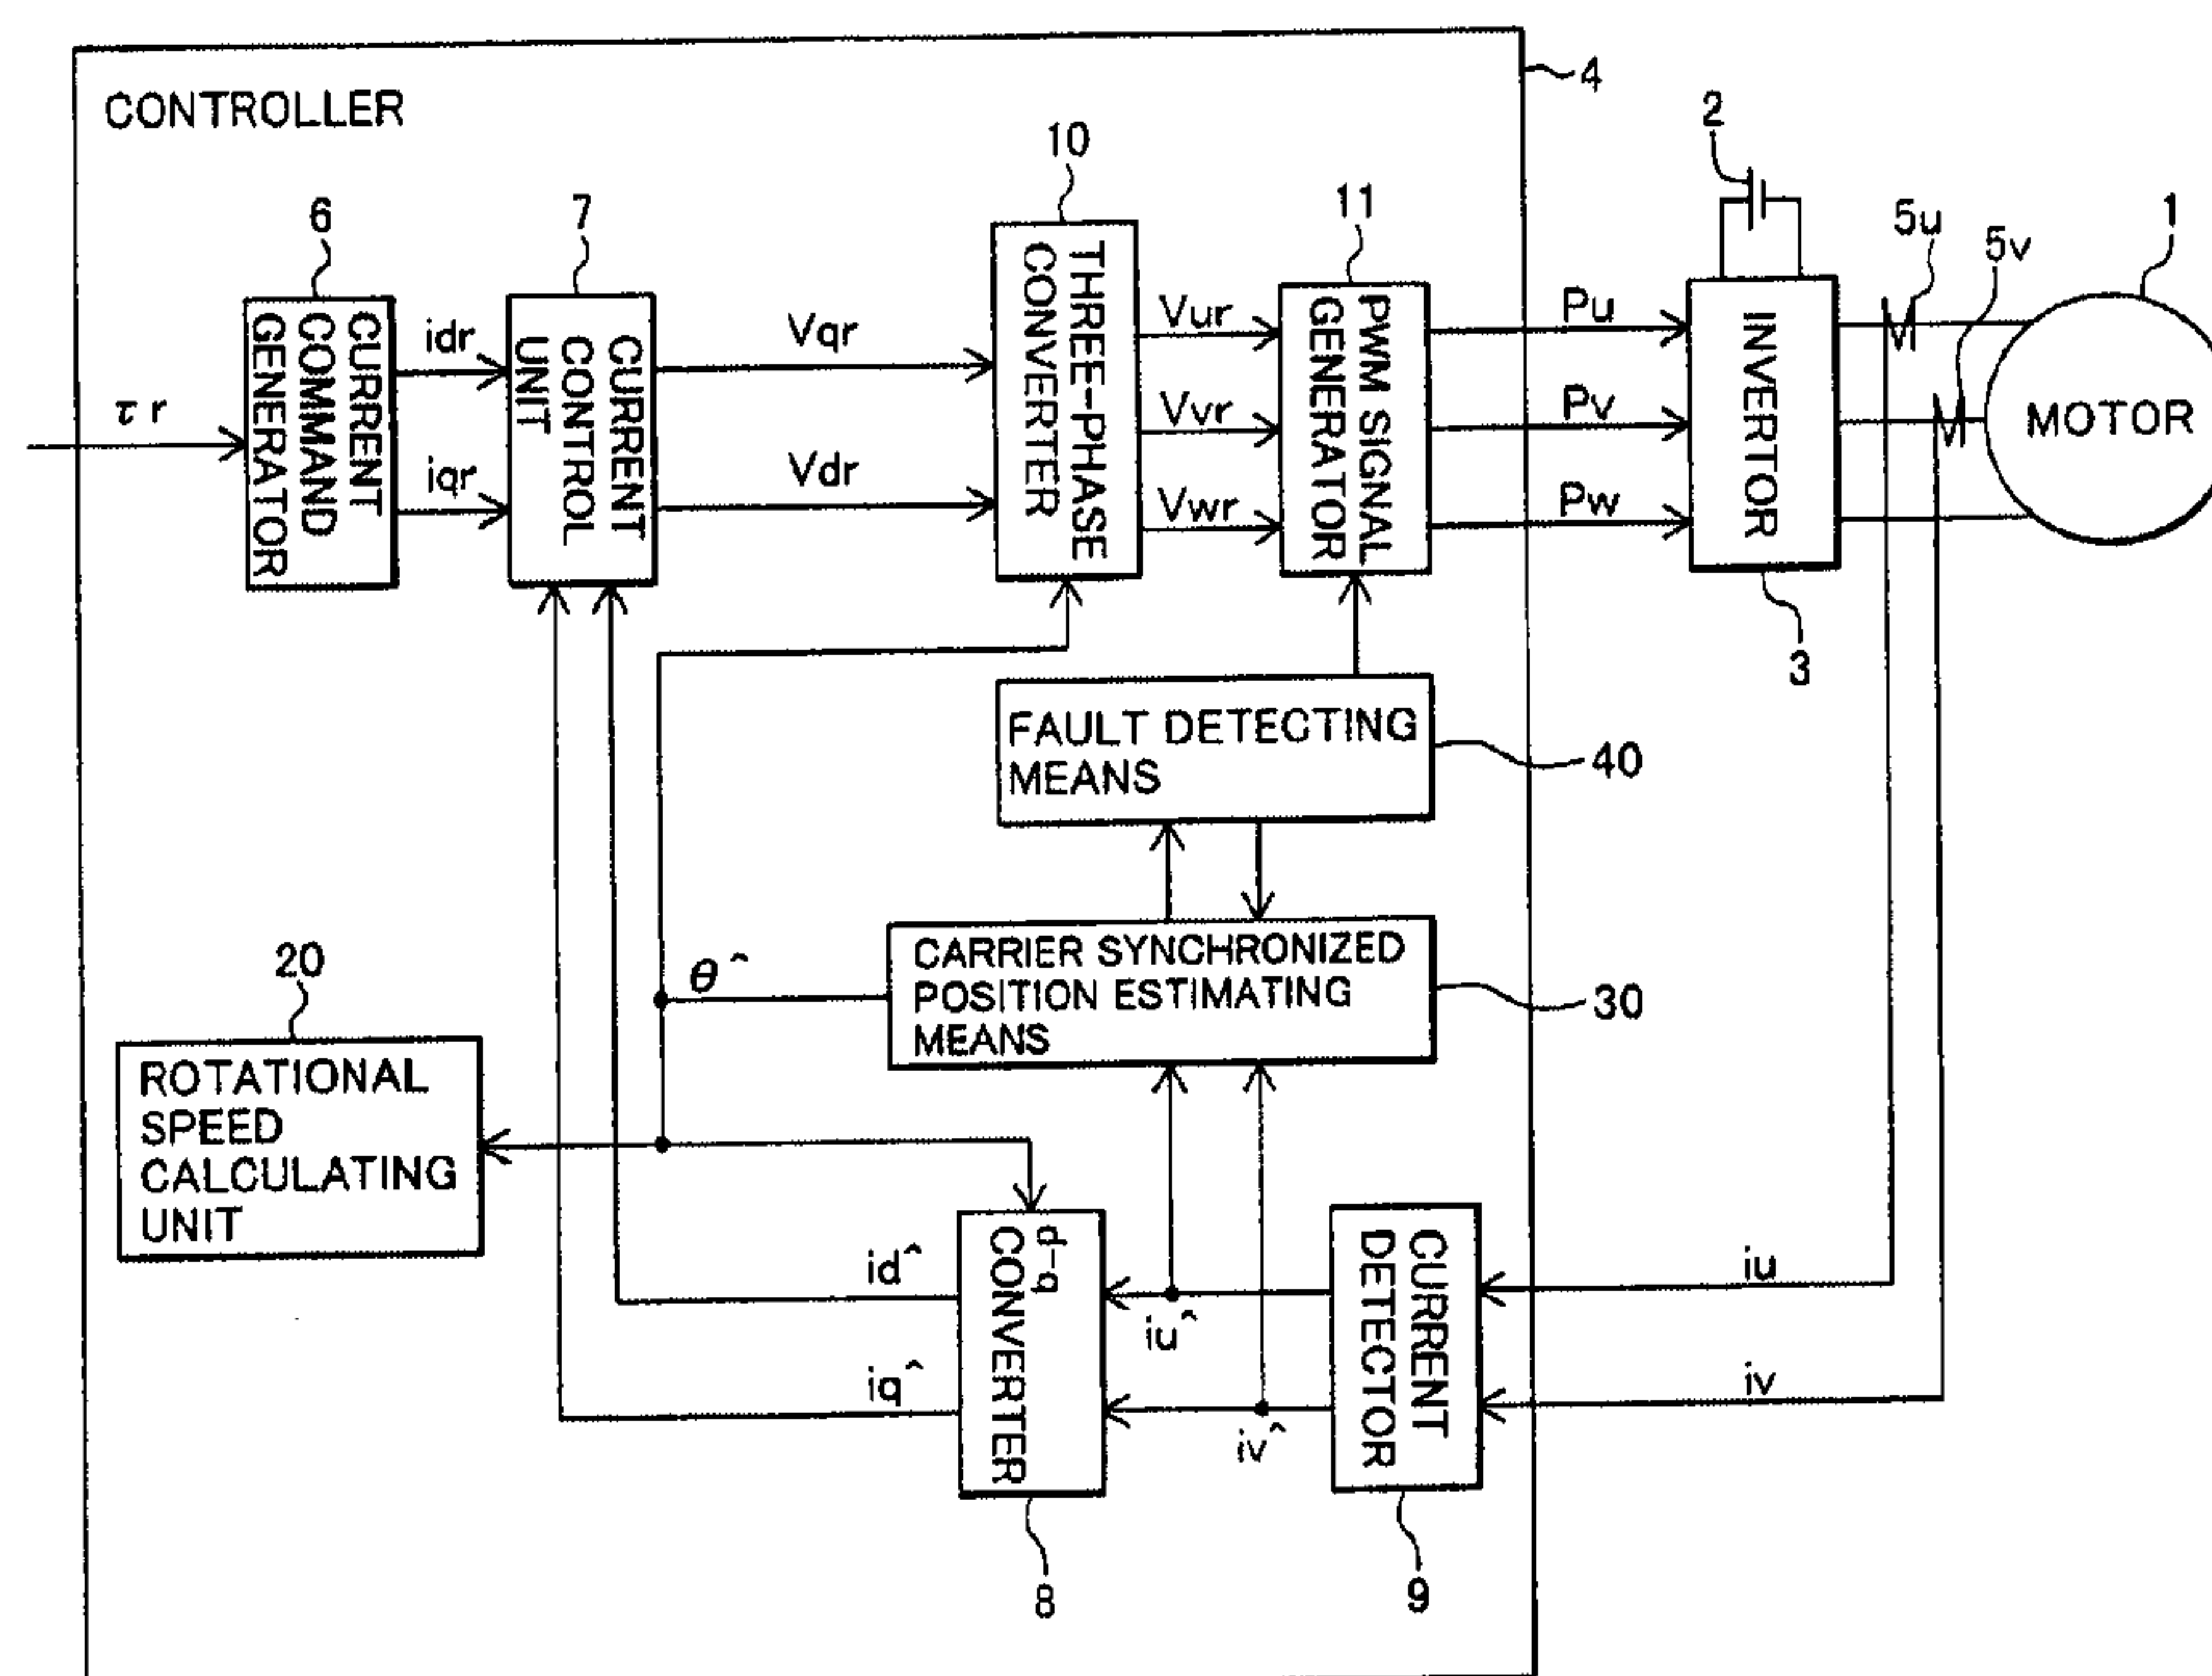 CONTROLLER
4
2
10
11
6
7
5u
5v
1
τr
CURRENT
COMMAND
GENERATOR
idr
iqr
CURRENT
CONTROL
UNIT
Vqr
Vdr
THREE-PHASE
CONVERTER
Vur
Vvr
Vwr
PWM SIGNAL
GENERATOR
Pu
Pv
Pw
INVERTOR
MOTOR
3
FAULT DETECTING
MEANS
40
CARRIER SYNCHRONIZED
POSITION ESTIMATING
MEANS
30
θ^
20
ROTATIONAL
SPEED
CALCULATING
UNIT
id^
iq^
d-q
CONVERTER
iu^
iv^
CURRENT
DETECTOR
iu
iv
8
9